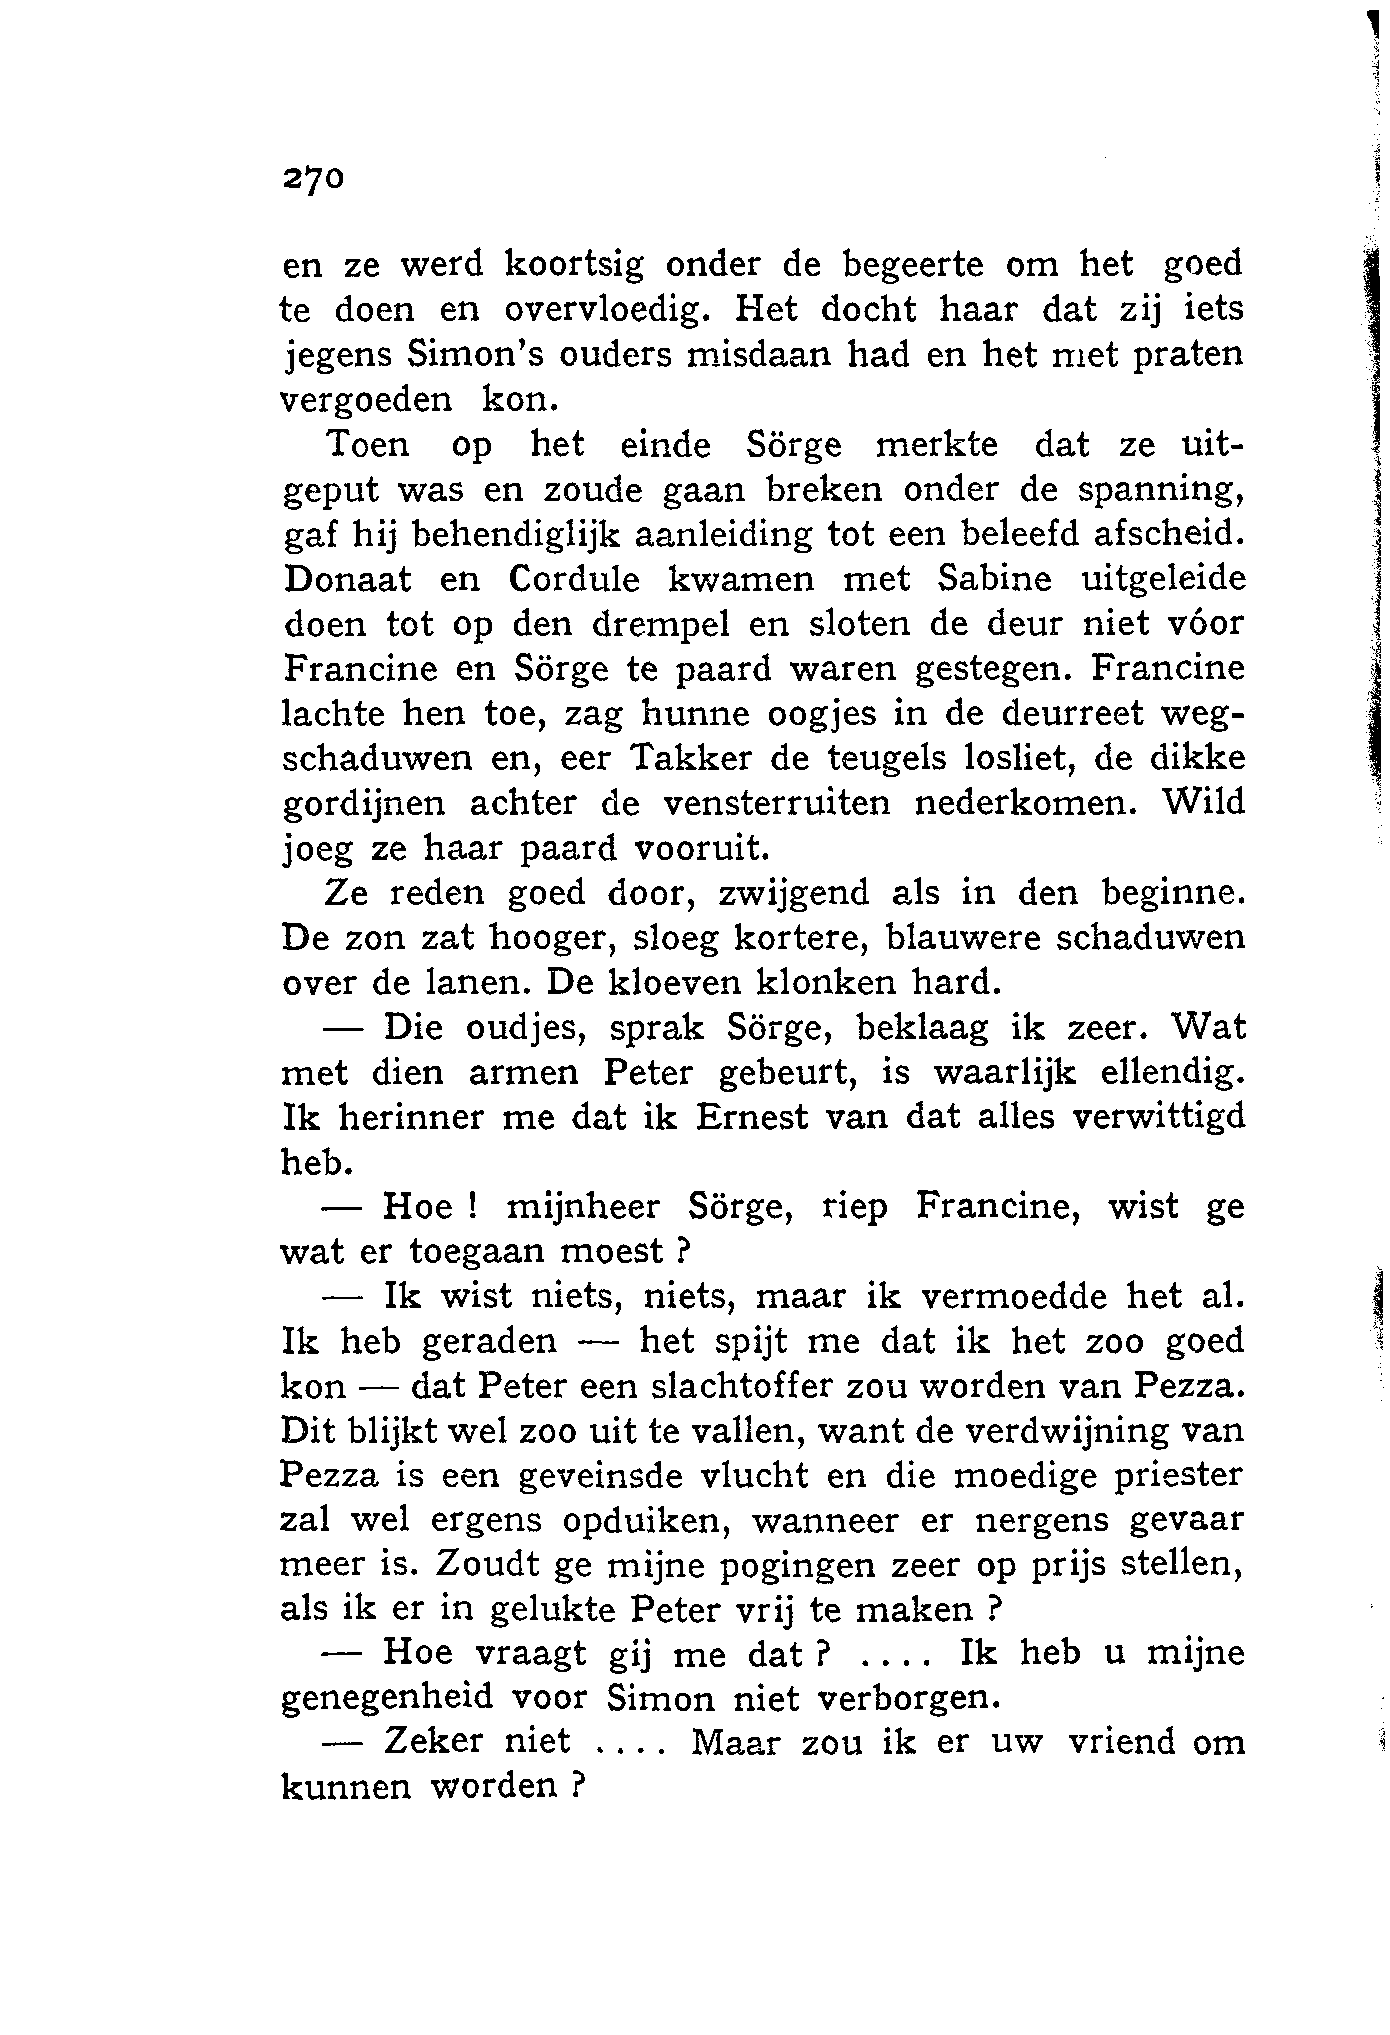 270
en ze werd koortsig onder de begeerte om het goed
te doen en overvloedig. Het docht haar dat zij iets
jegens Simon's ouders misdaan had en het met praten
vergoeden kon.
Toen op het einde Sörge merkte dat ze uit-
geput was en zoude gaan breken onder de spanning,
gaf hij behendiglijk aanleiding tot een beleefd afscheid.
Donaat en Cordule kwamen met Sabine uitgeleide
doen tot op den drempel en sloten de deur niet vóor
Francine en Sörge te paard waren gestegen. Francine
lachte hen toe, zag hunne oogjes in de deurreet weg-
schaduwen en, eer Takker de teugels losliet, de dikke
gordijnen achter de vensterruiten nederkomen. Wild
joeg ze haar paard vooruit.
Ze reden goed door, zwijgend als in den beginne.
De zon zat hooger, sloeg kortere, blauwere schaduwen
over de lanen. De kloeven klonken hard.
— Die oudjes, sprak Sörge, beklaag ik zeer. Wat
met dien armen Peter gebeurt, is waarlijk ellendig.
Ik herinner me dat ik Ernest van dat alles verwittigd
heb.
— Hoe ! mijnheer Sörge, riep Francine, wist ge
wat er toegaan moest ?
— Ik wist niets, niets, maar ik vermoedde het al.
Ik heb geraden — het spijt me dat ik het zoo goed
kon — dat Peter een slachtoffer zou worden van Pezza.
Dit blijkt wel zoo uit te vallen, want de verdwijning van
Pezza is een geveinsde vlucht en die moedige priester
zal wel ergens opduiken, wanneer er nergens gevaar
meer is. Zoudt ge mijne pogingen zeer op prijs stellen,
als ik er in gelukte Peter vrij te maken ?
— Hoe vraagt gij me dat ? .... Ik heb u mijne
genegenheid voor Simon niet verborgen.
— Zeker niet .... Maar zou ik er uw vriend om
kunnen worden ?